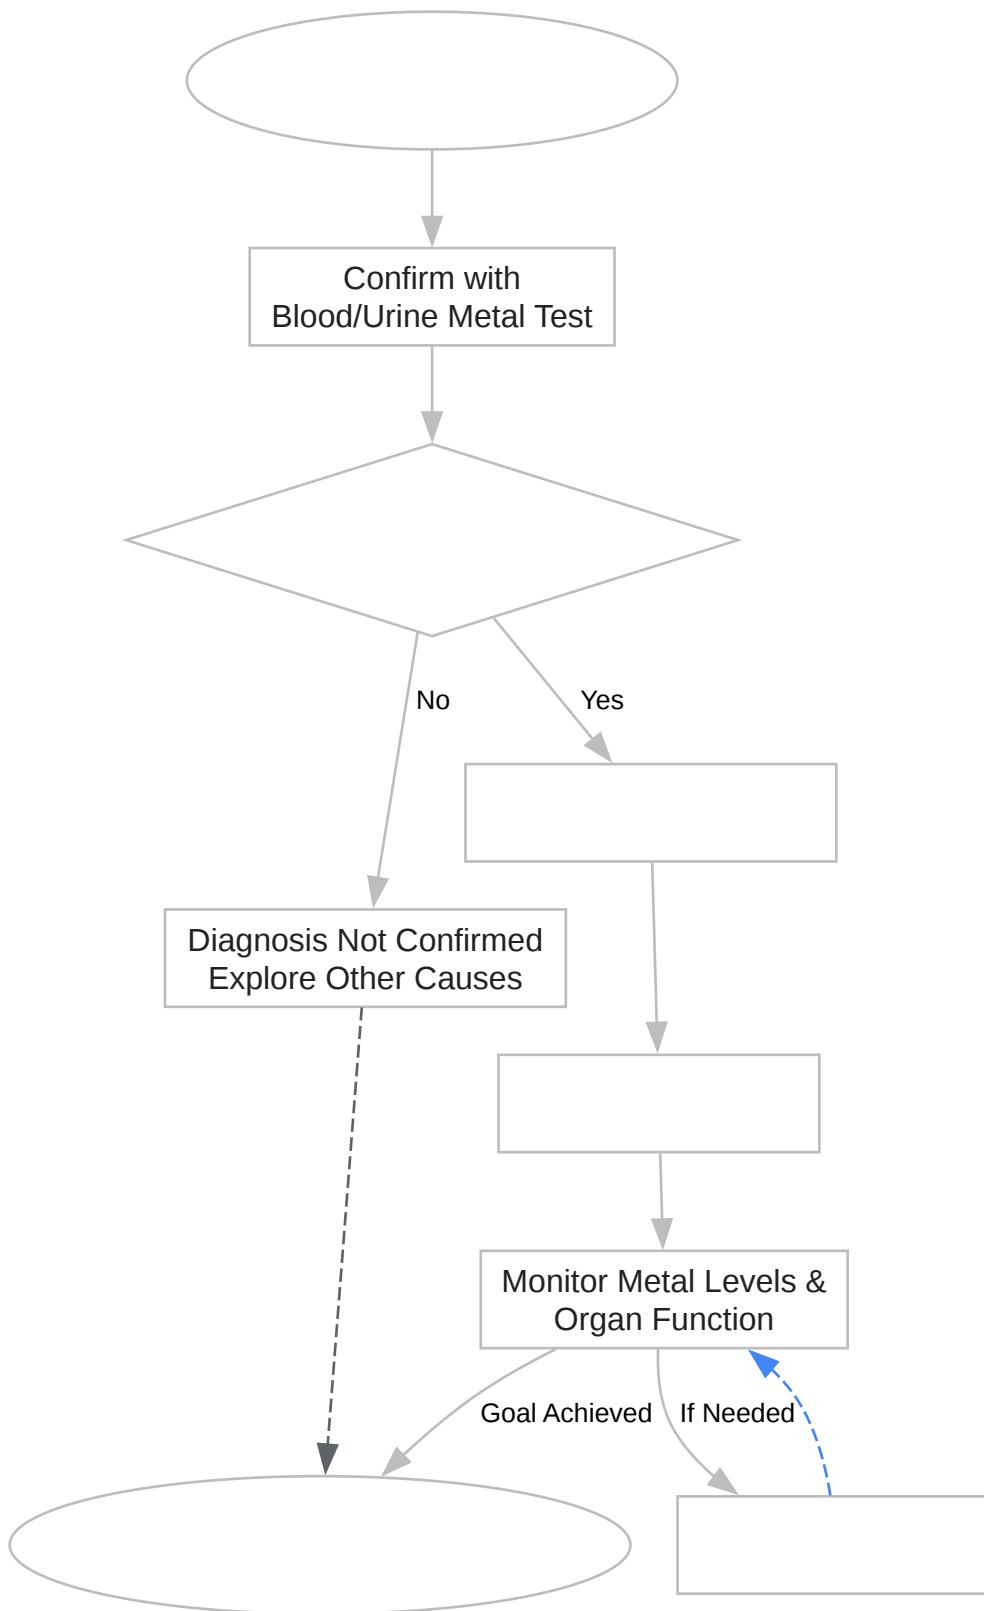 Confirm with
Blood/Urine Metal Test
No
Yes
Diagnosis Not Confirmed
Explore Other Causes
Monitor Metal Levels &
Organ Function
Goal Achieved
If Needed